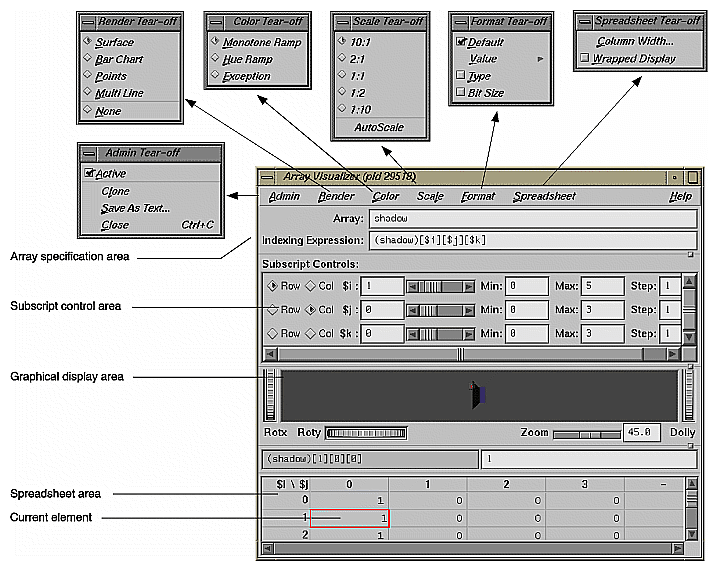 Render Tear-off
Surface
Bar Chart
Points
Multi Line
None
Color Tear-off
Monotone Ramp
Hue Ramp
Exception
Scale Tear-off
10:1
2:1
1:1
1:2
1:10
AutoScale
Format Tear-off
Default
Value
Type
Bit Size
Spreadsheet Tear-off
Column Width...
Wrapped Display
Admin Tear-off
Active
Clone
Save As Text...
Close Ctrl+C
Array Visualizer (pid 29518)
Admin Render Color Scale Format Spreadsheet Help
Array: shadow
Indexing Expression: (shadow)[$i][$j][$k]
Array specification area
Subscript Controls:
Row Col $i : 1 Min: 0 Max: 5 Step: 1
Subscript control area
Row Col $j : 0 Min: 0 Max: 3 Step: 1
Row Col $k : 0 Min: 0 Max: 3 Step: 1
Graphical display area
Rotx Roty Zoom 45.0 Dolly
(shadow)[1][0][0] 1
$i \ $j 0 1 2 3 -
Spreadsheet area
0 1 0 0 0
Current element
1 1 0 0 0
2 1 0 0 0